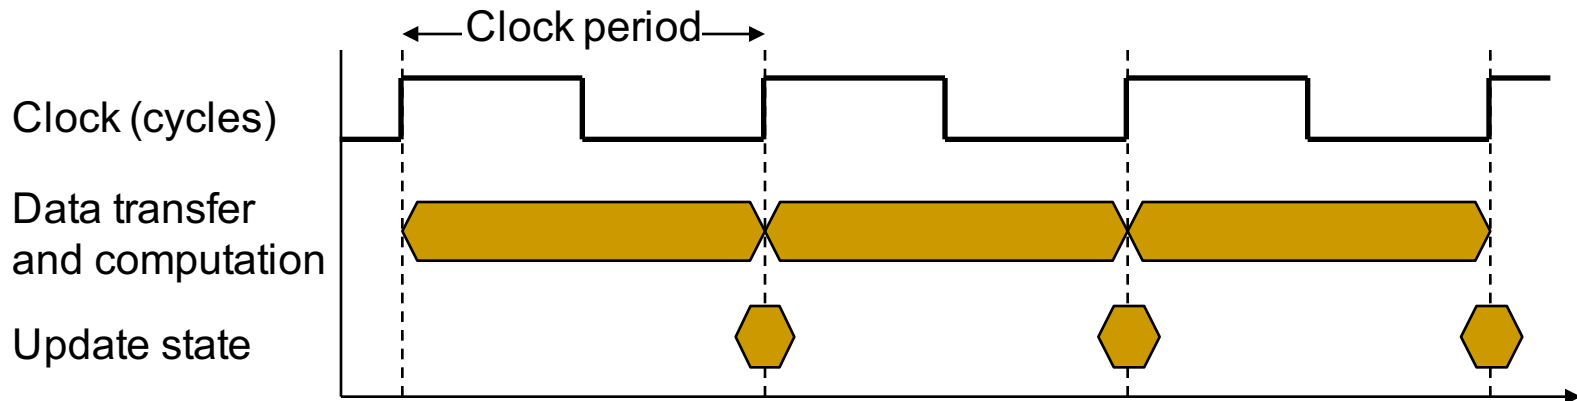 Clock period
Clock (cycles)
Data transfer
and computation
Update state